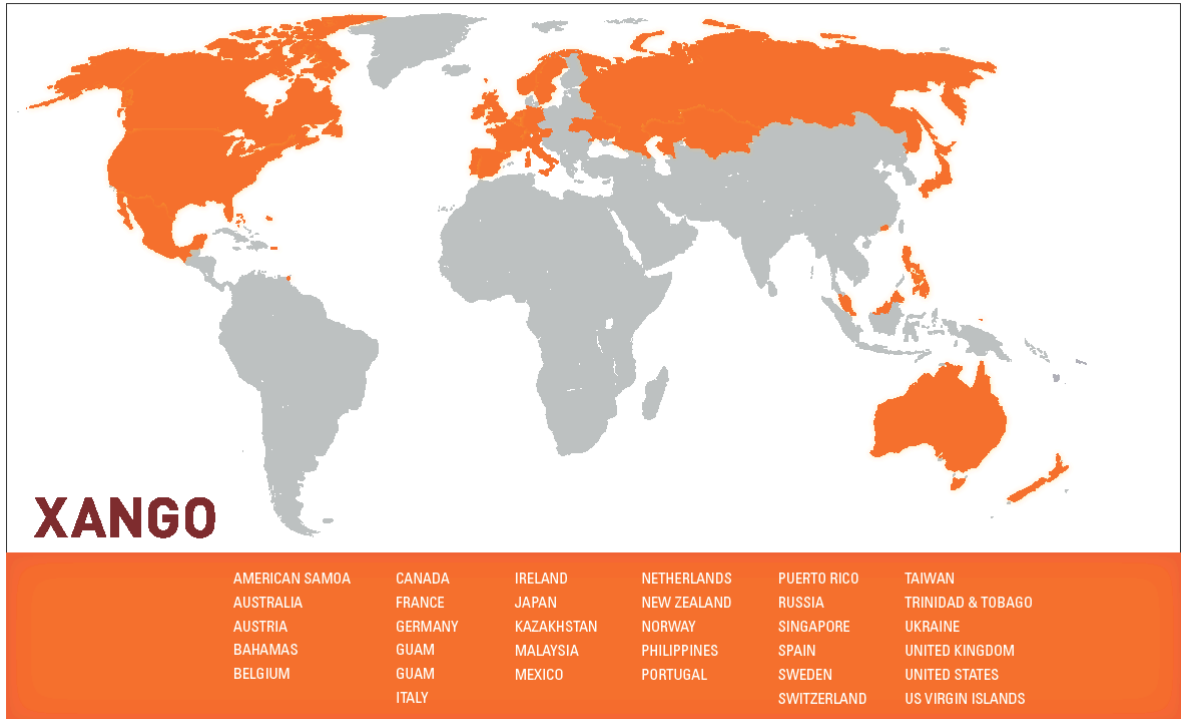 XANGO
AMERICAN SAMOA
AUSTRALIA
AUSTRIA
BAHAMAS
BELGIUM
CANADA
FRANCE
GERMANY
GUAM
GUAM
ITALY
IRELAND
JAPAN
KAZAKHSTAN
MALAYSIA
MEXICO
NETHERLANDS
NEW ZEALAND
NORWAY
PHILIPPINES
PORTUGAL
PUERTO RICO
RUSSIA
SINGAPORE
SPAIN
SWEDEN
SWITZERLAND
TAIWAN
TRINIDAD & TOBAGO
UKRAINE
UNITED KINGDOM
UNITED STATES
US VIRGIN ISLANDS